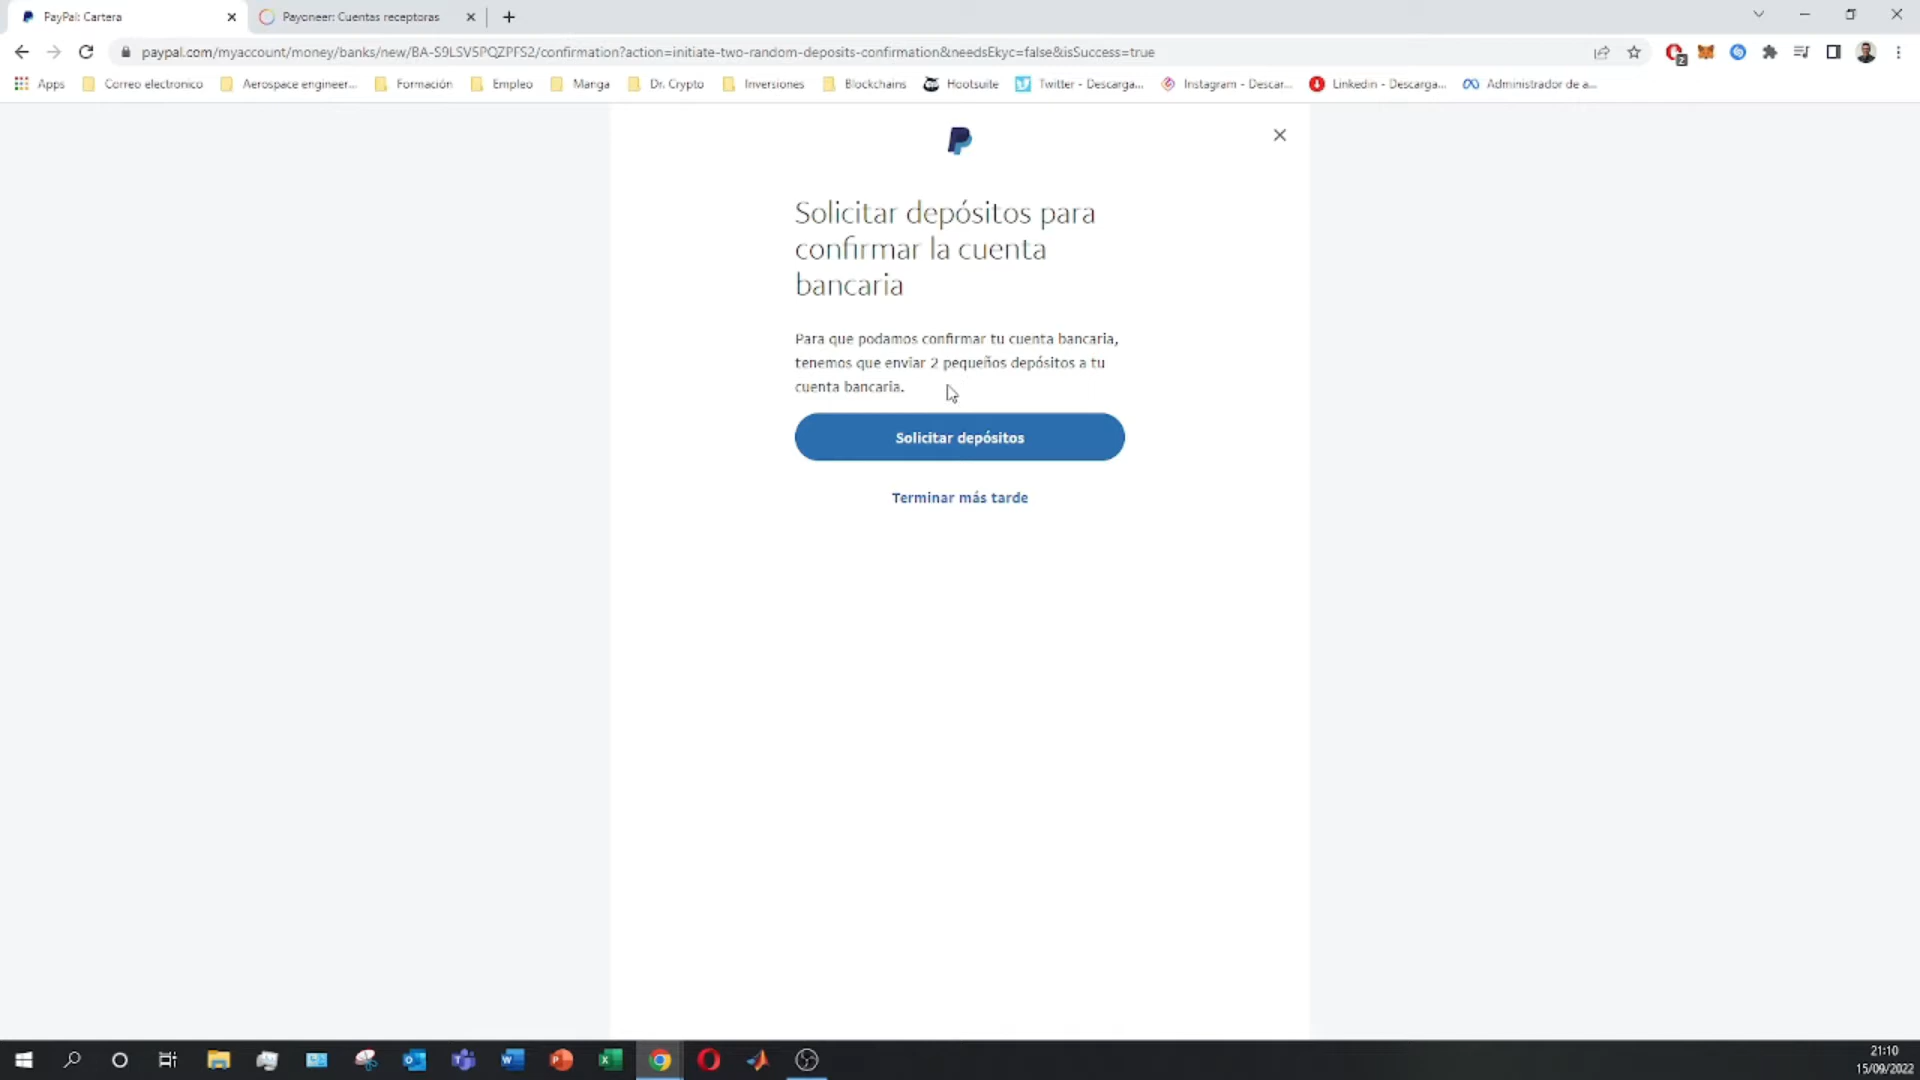 PayPal: Cartera
Payoneer: Cuentas receptoras
paypal.com/myaccount/money/banks/new/BA-S9LSVSPQZPFS2/confirmation?action=initiate-two-random-deposits-confirmation&needsEkyc=false&isSuccess=true
Apps
Correo electronico
Aerospace engineer...
Formación
Empleo
Manga
Dr. Crypto
Inversiones
Blockchains
Hootsuite
Twitter - Descarga...
Instagram - Descar...
Linkedin - Descarga...
Administrador de a...
Solicitar depósitos para
confirmar la cuenta
bancaria
Para que podamos confirmar tu cuenta bancaria,
tenemos que enviar 2 pequeños depósitos a tu
cuenta bancaria.
Solicitar depósitos
Terminar más tarde
21:10
15/09/2022